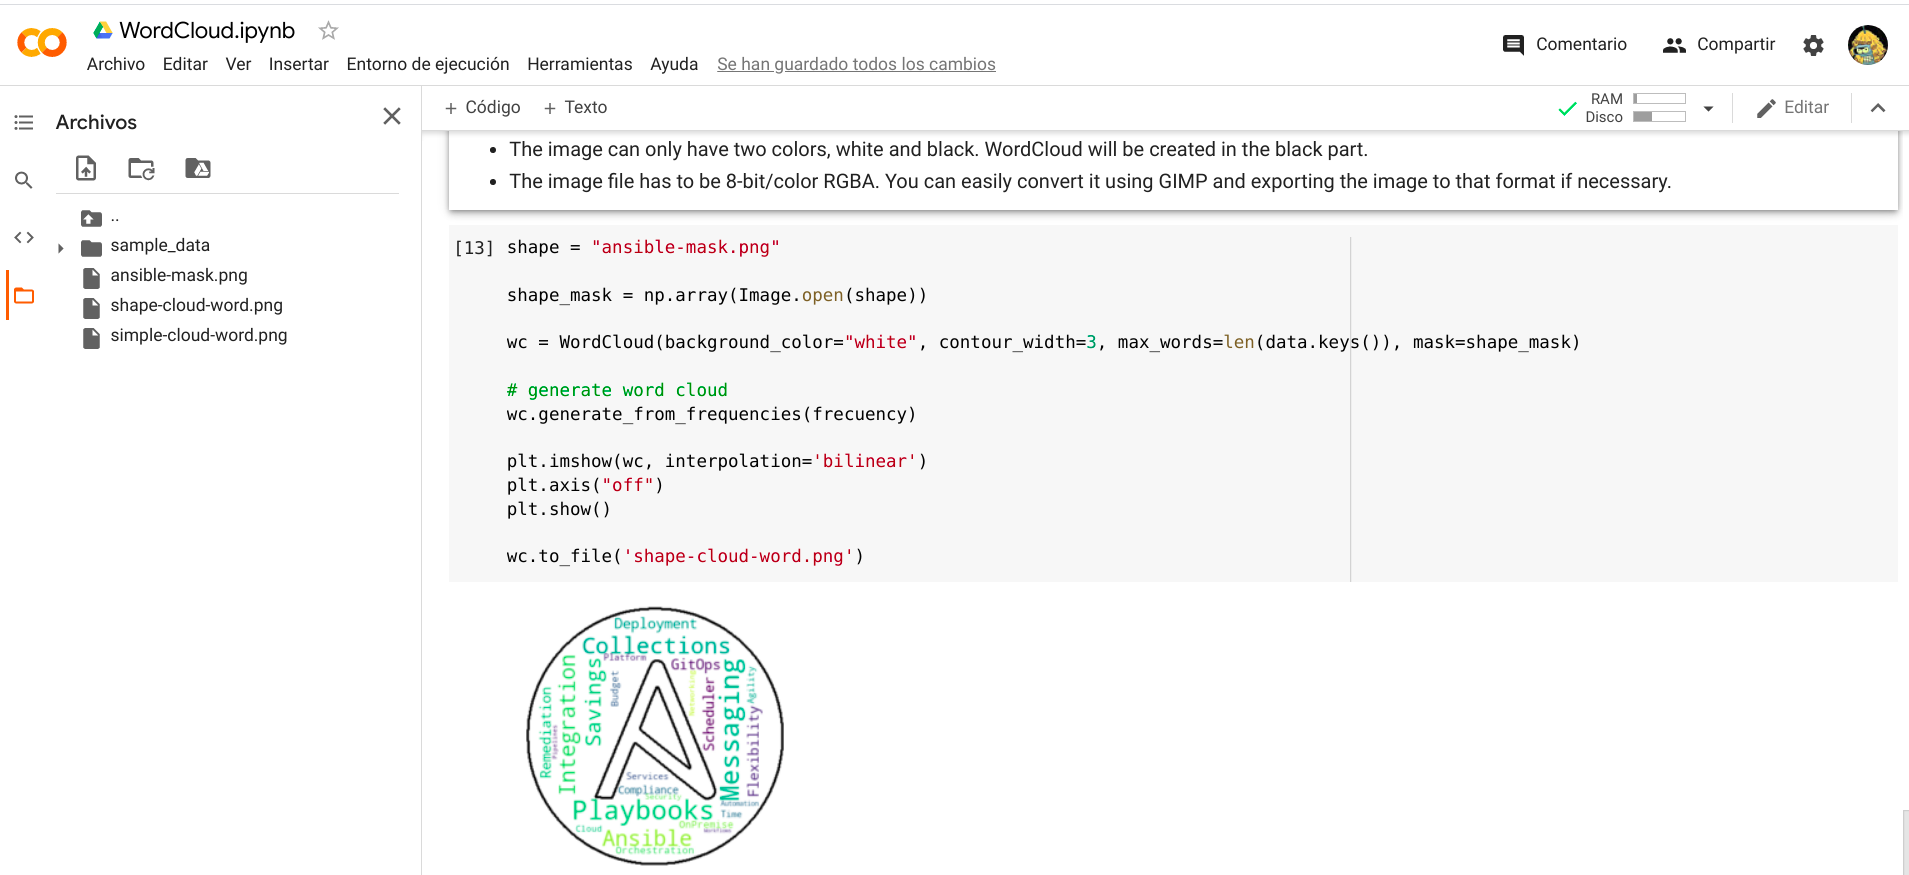 WordCloud.ipynb
Archivo Editar Ver Insertar Entorno de ejecución Herramientas Ayuda Se han guardado todos los cambios
Comentario Compartir
Archivos
..
sample_data
ansible-mask.png
shape-cloud-word.png
simple-cloud-word.png
+ Código + Texto
RAM
Disco
Editar
• The image can only have two colors, white and black. WordCloud will be created in the black part.
• The image file has to be 8-bit/color RGBA. You can easily convert it using GIMP and exporting the image to that format if necessary.
[13] shape = "ansible-mask.png"
shape_mask = np.array(Image.open(shape))
wc = WordCloud(background_color="white", contour_width=3, max_words=len(data.keys()), mask=shape_mask)
# generate word cloud
wc.generate_from_frequencies(frecuency)
plt.imshow(wc, interpolation='bilinear')
plt.axis("off")
plt.show()
wc.to_file('shape-cloud-word.png')
Deployment
Collections
Platform
GitOps
Remediation
Pipelines
Integration
Savings
Budget
Networking
Scheduler
Messaging
Agility
Flexibility
Services
Compliance
Security
Playbooks
Automation
Time
Cloud
OnPremise
Workflows
Ansible
Orchestration